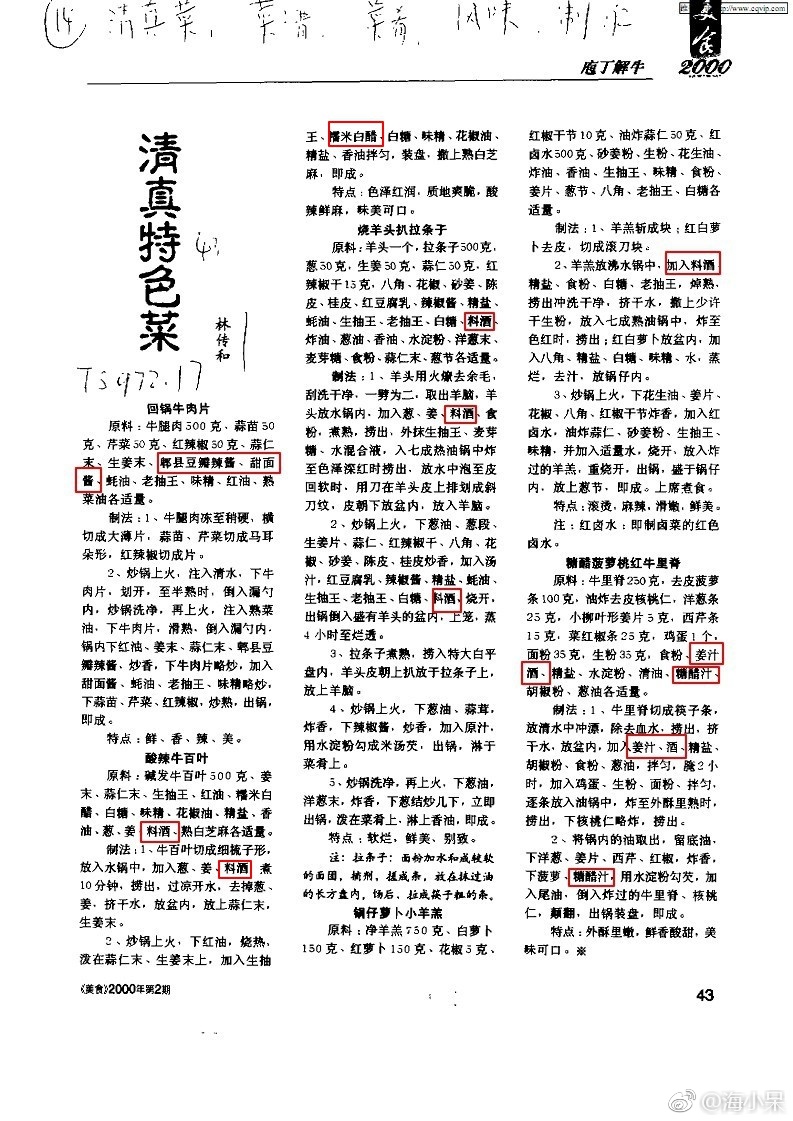 ⑭ 清真菜, 菜谱, 菜肴, 风味, 制作
http://www.cqvip.com
美食
2000
庖丁解牛
清真特色菜
43
林传和
TS972.17
回锅牛肉片
原料：牛腿肉500克、蒜苗50
克、芹菜50克、红辣椒50克、蒜仁
末、生姜末、郫县豆瓣辣酱、甜面
酱、蚝油、老抽王、味精、红油、熟
菜油各适量。
制法：1、牛腿肉冻至稍硬，横
切成大薄片，蒜苗、芹菜切成马耳
朵形，红辣椒切成片。
2、炒锅上火，注入清水，下牛
肉片，划开，至半熟时，倒入漏勺
内，炒锅洗净，再上火，注入熟菜
油，下牛肉片，滑熟，倒入漏勺内，
锅内下红油、姜末、蒜仁末、郫县豆
瓣辣酱，炒香，下牛肉片略炒，加入
甜面酱、蚝油、老抽王、味精略炒，
下蒜苗、芹菜、红辣椒，炒熟，出锅，
即成。
特点：鲜、香、辣、美。
酸辣牛百叶
原料：碱发牛百叶500克、姜
末、蒜仁末、生抽王、红油、糯米白
醋、白糖、味精、花椒油、精盐、香
油、葱、姜、料酒、熟白芝麻各适量。
制法：1、牛百叶切成细梳子形，
放入水锅中，加入葱、姜、料酒，煮
10分钟，捞出，过凉开水，去掉葱、
姜，挤干水，放盆内，放上蒜仁末，
生姜末。
2、炒锅上火，下红油，烧热，
泼在蒜仁末、生姜末上，加入生抽
王、糯米白醋、白糖、味精、花椒油、
精盐、香油拌匀，装盘，撒上熟白芝
麻，即成。
特点：色泽红润，质地爽脆，酸
辣鲜麻，味美可口。
烧羊头扒拉条子
原料：羊头一个，拉条子500克，
葱50克，生姜50克，蒜仁50克，红
辣椒干15克，八角、花椒、砂姜、陈
皮、桂皮、红豆腐乳、辣椒酱、精盐、
蚝油、生抽王、老抽王、白糖、料酒、
炸油、葱油、香油、水淀粉、洋葱末、
麦芽糖、食粉、蒜仁末、葱节各适量。
制法：1、羊头用火燎去余毛，
刮洗干净，一劈为二，取出羊脑，羊
头放水锅内，加入葱、姜、料酒、食
粉，煮熟，捞出，外抹生抽王、麦芽
糖、水混合液，入七成热油锅中炸
至色泽深红时捞出，放水中泡至皮
回软时，用刀在羊头皮上排划成斜
刀纹，皮朝下放盆内，放入羊脑。
2、炒锅上火，下葱油、葱段、
生姜片、蒜仁、红辣椒干、八角、花
椒、砂姜、陈皮、桂皮炒香，加入汤
汁，红豆腐乳、辣椒酱、精盐、蚝油、
生抽王、老抽王、白糖、料酒、烧开，
出锅倒入盛有羊头的盆内，上笼，蒸
4小时至烂透。
3、拉条子煮熟，捞入特大白平
盘内，羊头皮朝上扒放于拉条子上，
放上羊脑。
4、炒锅上火，下葱油、蒜茸，
炸香，下辣椒酱，炒香，加入原汁，
用水淀粉勾成米汤芡，出锅，淋于
菜肴上。
5、炒锅洗净，再上火，下葱油，
洋葱末，炸香，下葱结炒几下，立即
出锅，泼在菜肴上，淋上香油，即成。
特点：软烂，鲜美、别致。
注：拉条子：面粉加水和成较软
的面团，搞剂，搓成条，放在抹过油
的长方盘内，饧后、拉成筷子粗的条。
锅仔萝卜小羊羔
原料：净羊羔750克、白萝卜
150克、红萝卜150克、花椒5克、
红椒干节10克、油炸蒜仁50克、红
卤水500克、砂姜粉、生粉、花生油、
炸油、香油、生抽王、味精、食粉、
姜片、葱节、八角、老抽王、白糖各
适量。
制法：1、羊羔斩成块；红白萝
卜去皮，切成滚刀块。
2、羊羔放沸水锅中，加入料酒
精盐、食粉、白糖、老抽王，焯熟，
捞出冲洗干净，挤干水，撒上少许
干生粉，放入七成熟油锅中，炸至
色红时，捞出；红白萝卜放盆内，加
入八角、精盐、白糖、味精、水，蒸
烂，去汁，放锅仔内。
3、炒锅上火，下花生油、姜片、
花椒、八角、红椒干节炸香，加入红
卤水，油炸蒜仁、砂姜粉、生抽王、
味精，并加入适量水，烧开，放入炸
过的羊羔，重烧开，出锅，盛于锅仔
内，放上葱节，即成。上席煮食。
特点：滚烫，麻辣，滑嫩，鲜美。
注：红卤水：即制卤菜的红色
卤水。
糖醋菠萝桃红牛里脊
原料：牛里脊250克，去皮菠萝
条100克，油炸去皮核桃仁，洋葱条
25克，小柳叶形姜片5克，西芹条
15克，菜红椒条25克，鸡蛋1个，
面粉35克，生粉35克，食粉、姜汁
酒、精盐、水淀粉、清油、糖醋汁、
胡椒粉、葱油各适量。
制法：1、牛里脊切成筷子条，
放清水中冲漂，除去血水，捞出，挤
干水，放盆内，加入姜汁、酒、精盐、
胡椒粉、食粉、葱油，拌匀，腌2小
时，加入鸡蛋、生粉、面粉、拌匀，
逐条放入油锅中，炸至外酥里熟时，
捞出，下核桃仁略炸，捞出。
2、将锅内的油取出，留底油，
下洋葱、姜片、西芹、红椒，炸香，
下菠萝、糖醋汁，用水淀粉勾芡，加
入尾油，倒入炸过的牛里脊、核桃
仁，颠翻，出锅装盘，即成。
特点：外酥里嫩，鲜香酸甜，美
味可口。※
《美食》2000年第2期
43
@海小呆